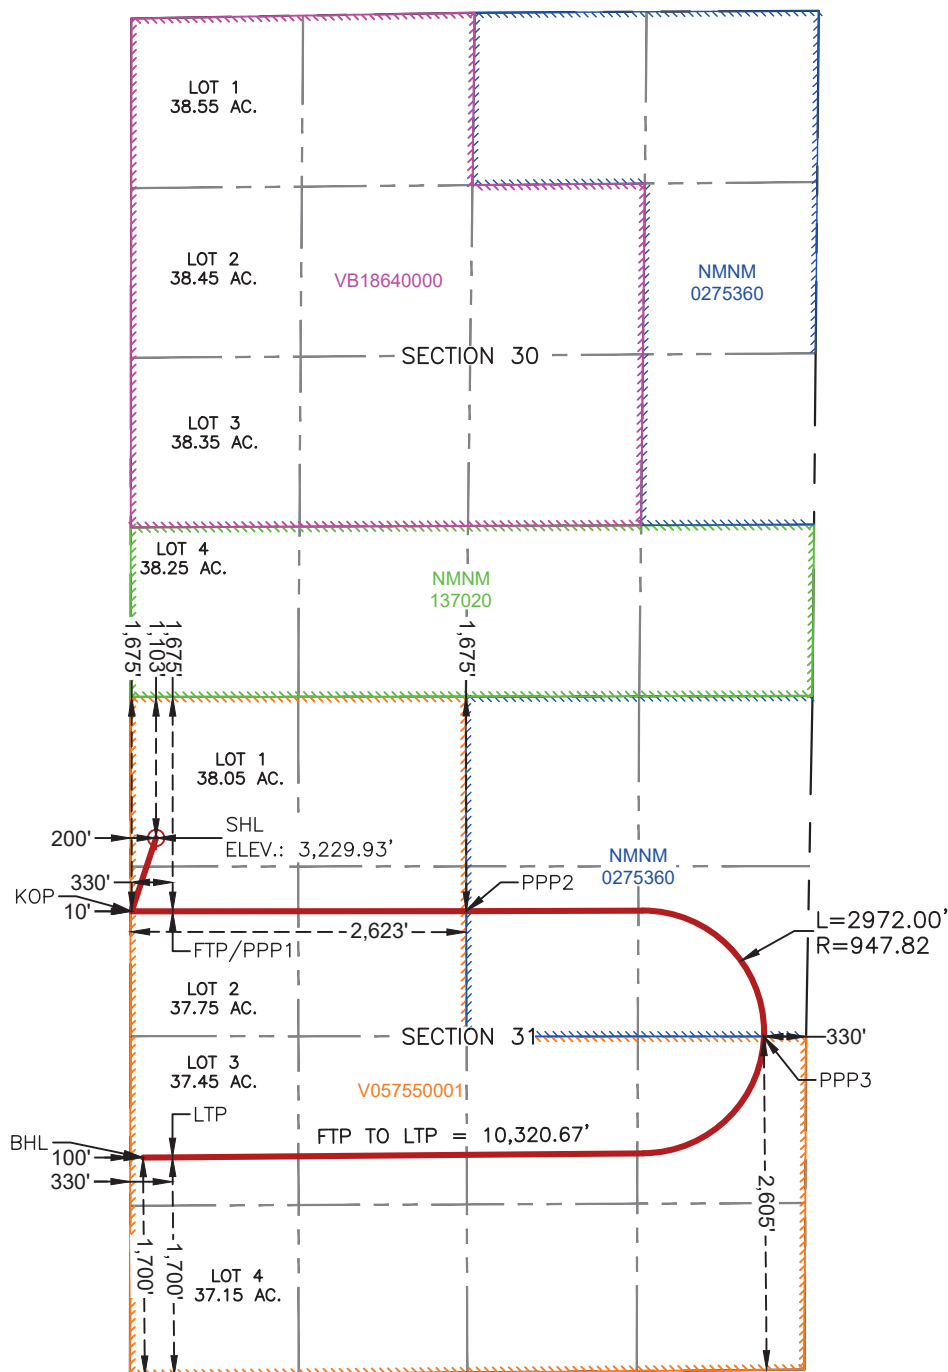 LOT 1
38.55 AC.
LOT 2
38.45 AC.
VB18640000
NMNM
0275360
SECTION 30
LOT 3
38.35 AC.
LOT 4
38.25 AC.
NMNM
137020
1,675'
1,103'
1,675'
1,675'
LOT 1
38.05 AC.
200'
SHL
ELEV.: 3,229.93'
NMNM
0275360
330'
PPP2
KOP
10'
2,623'
L=2972.00'
R=947.82
FTP/PPP1
LOT 2
37.75 AC.
SECTION 31
330'
LOT 3
37.45 AC.
PPP3
V057550001
LTP
FTP TO LTP = 10,320.67'
BHL
100'
330'
2,605'
1,700'
1,700'
LOT 4
37.15 AC.